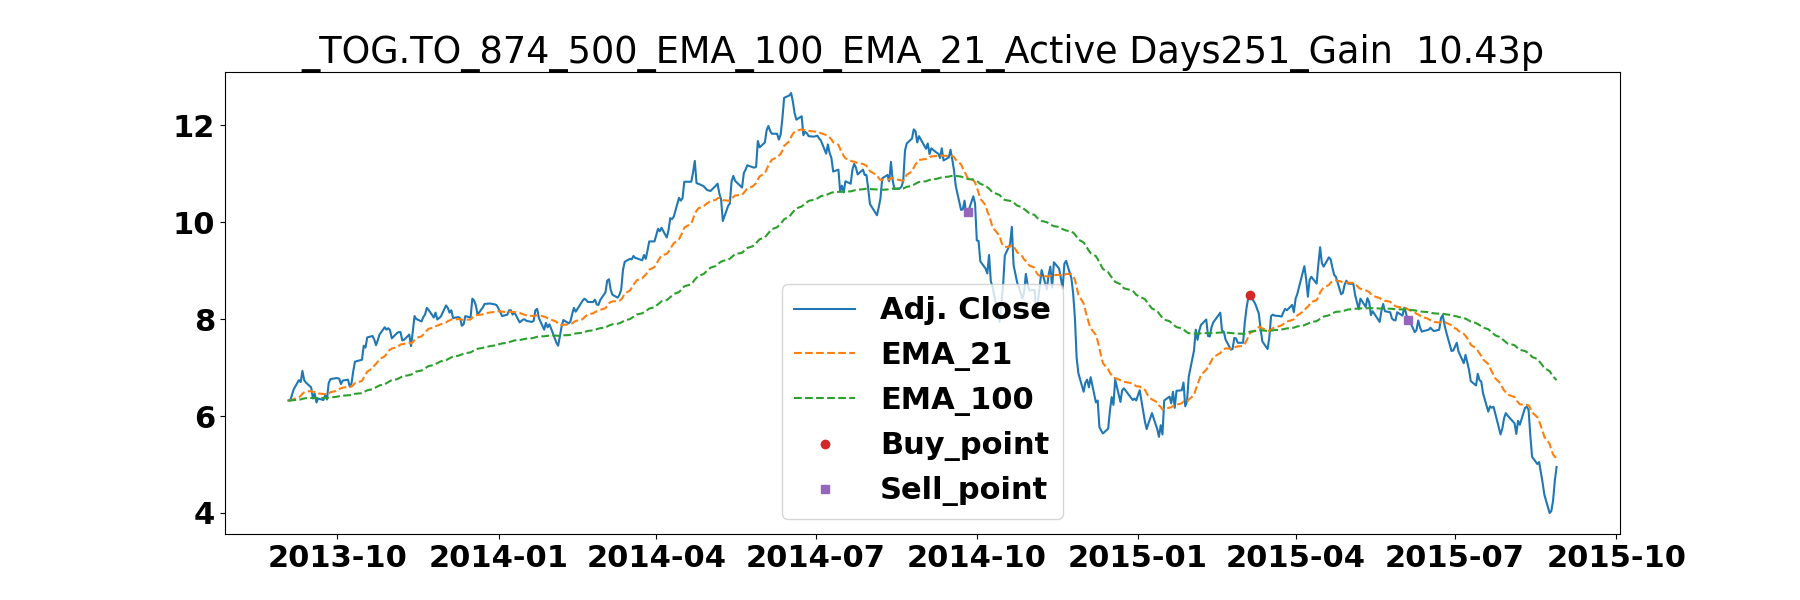 _TOG.TO_874_500_EMA_100_EMA_21_Active Days251_Gain  10.43p
12
10
8
6
4
Adj. Close
EMA_21
EMA_100
Buy_point
Sell_point
2013-10 2014-01 2014-04 2014-07 2014-10 2015-01 2015-04 2015-07 2015-10